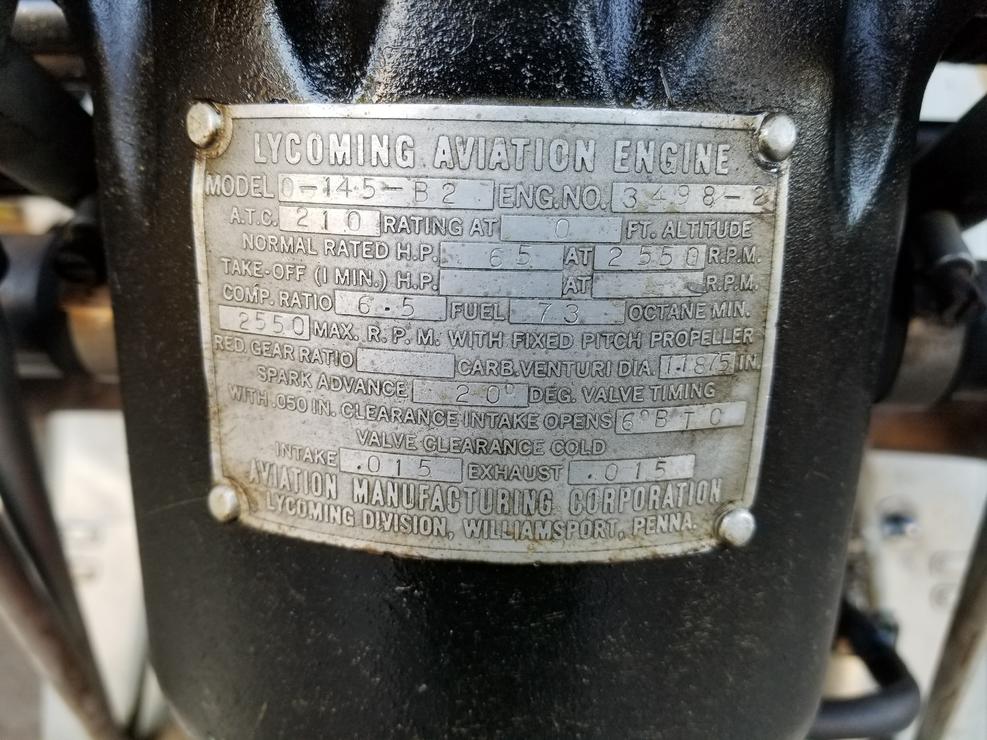 LYCOMING AVIATION ENGINE
MODEL O-145-B2 ENG. NO. 3498-2
A.T.C. 210 RATING AT 0 FT. ALTITUDE
NORMAL RATED H.P. 65 AT 2550 R.P.M.
TAKE-OFF (1 MIN.) H.P. AT R.P.M.
COMP. RATIO 6.5 FUEL 73 OCTANE MIN.
2550 MAX. R. P. M. WITH FIXED PITCH PROPELLER
RED. GEAR RATIO CARB. VENTURI DIA. 1.1875 IN.
SPARK ADVANCE 20° DEG. VALVE TIMING
WITH .050 IN. CLEARANCE INTAKE OPENS 6°BTC
VALVE CLEARANCE COLD
INTAKE .015 EXHAUST .015
AVIATION MANUFACTURING CORPORATION
LYCOMING DIVISION, WILLIAMSPORT, PENNA.